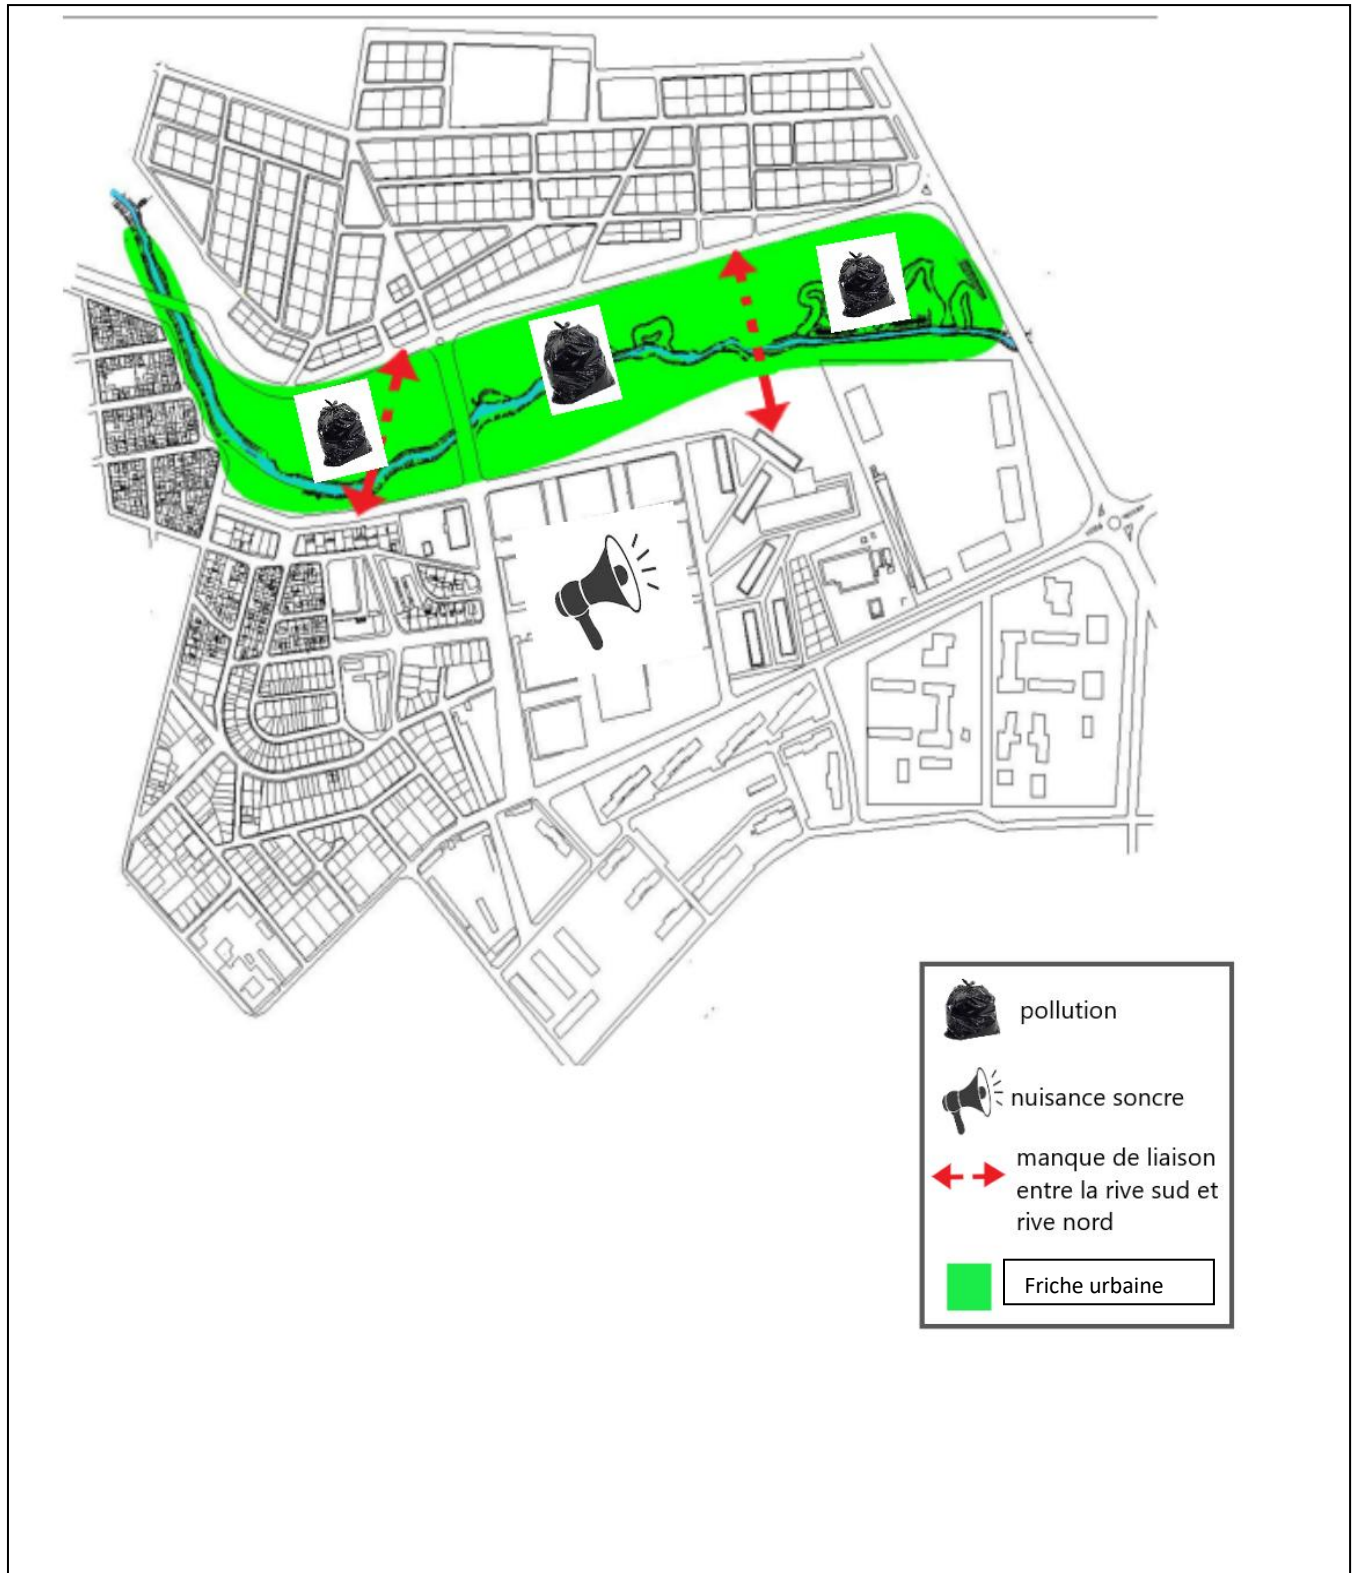 pollution
nuisance soncre
manque de liaison
entre la rive sud et
rive nord
Friche urbaine